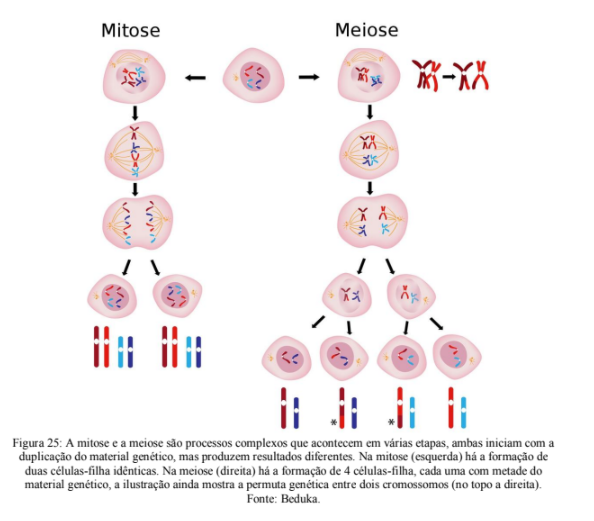 Mitose
Meiose
*
*
Figura 25: A mitose e a meiose são processos complexos que acontecem em várias etapas, ambas iniciam com a
duplicação do material genético, mas produzem resultados diferentes. Na mitose (esquerda) há a formação de
duas células-filha idênticas. Na meiose (direita) há a formação de 4 células-filha, cada uma com metade do
material genético, a ilustração ainda mostra a permuta genética entre dois cromossomos (no topo a direita).
Fonte: Beduka.